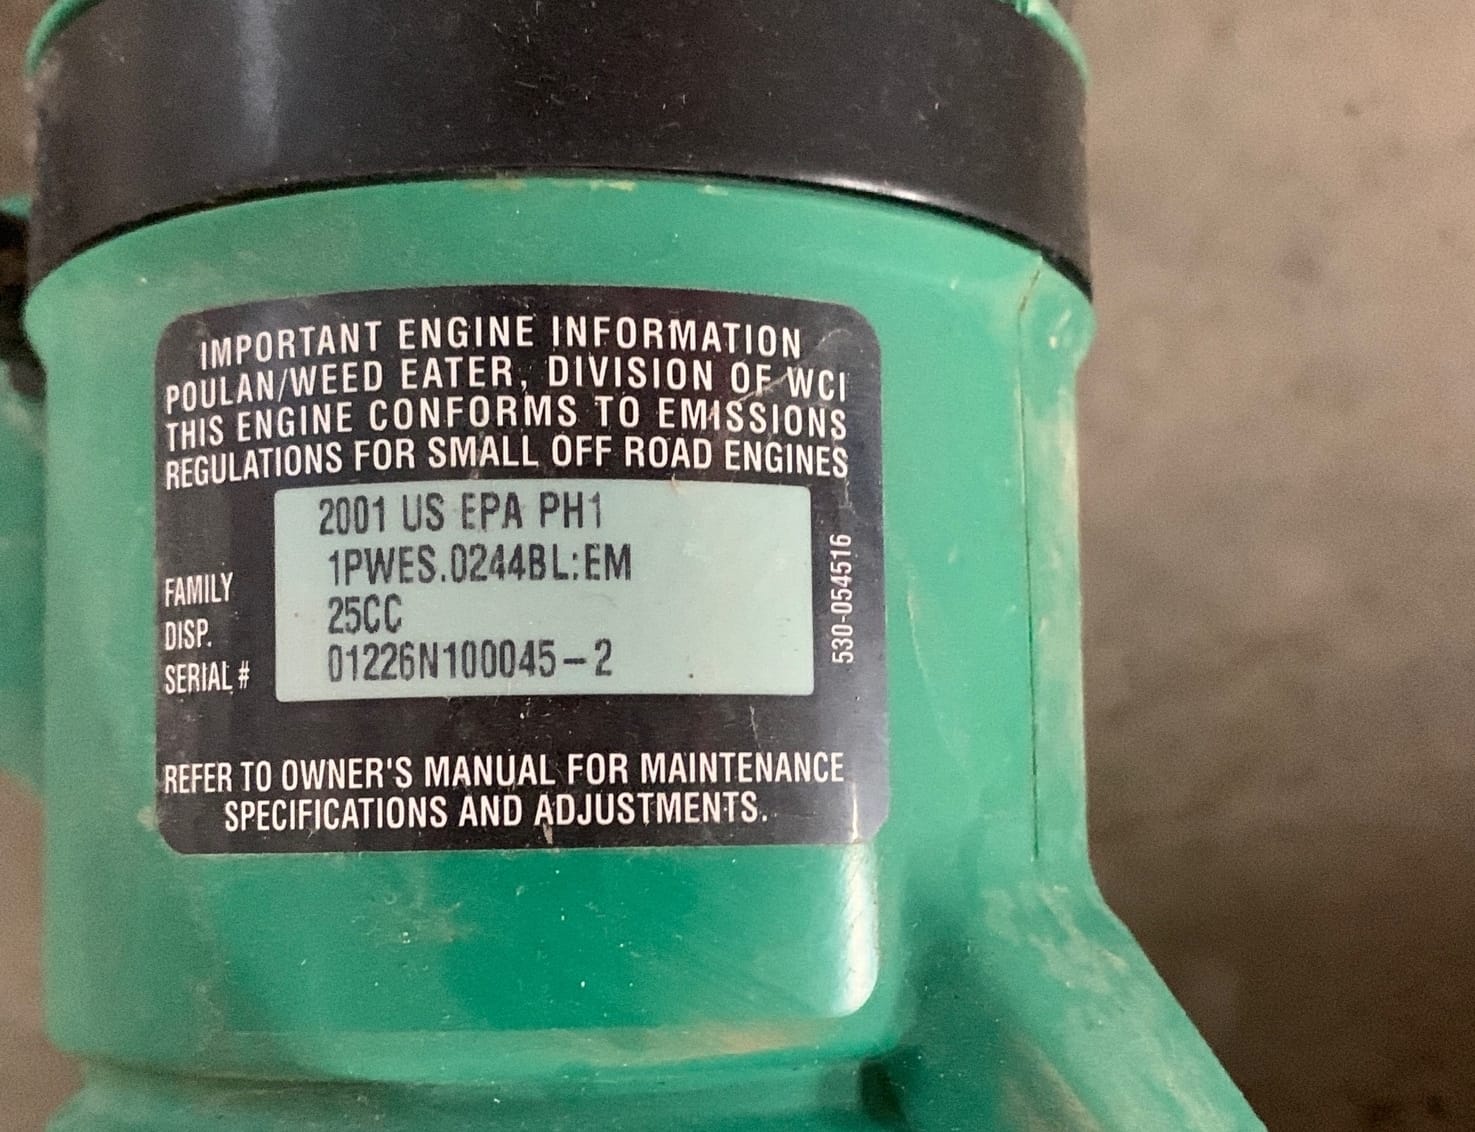 IMPORTANT ENGINE INFORMATION
POULAN/WEED EATER, DIVISION OF WCI
THIS ENGINE CONFORMS TO EMISSIONS
REGULATIONS FOR SMALL OFF ROAD ENGINES
2001 US EPA PH1
FAMILY 1PWES.0244BL:EM
DISP. 25CC
SERIAL # 01226N100045-2
530-054516
REFER TO OWNER'S MANUAL FOR MAINTENANCE
SPECIFICATIONS AND ADJUSTMENTS.